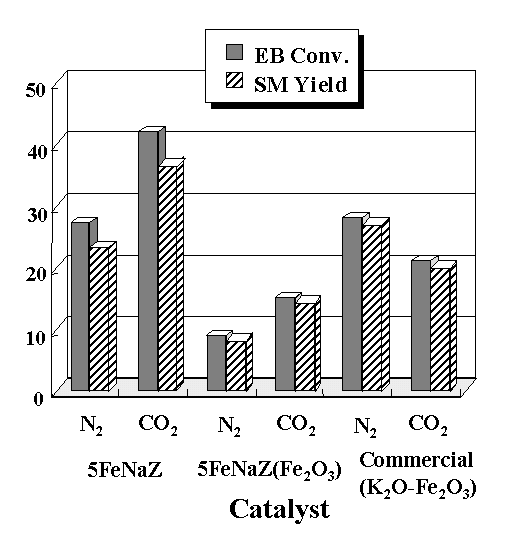 EB Conv.
SM Yield
50
40
30
20
10
0
N₂ CO₂ N₂ CO₂ N₂ CO₂
5FeNaZ 5FeNaZ(Fe₂O₃) Commercial
(K₂O-Fe₂O₃)
Catalyst